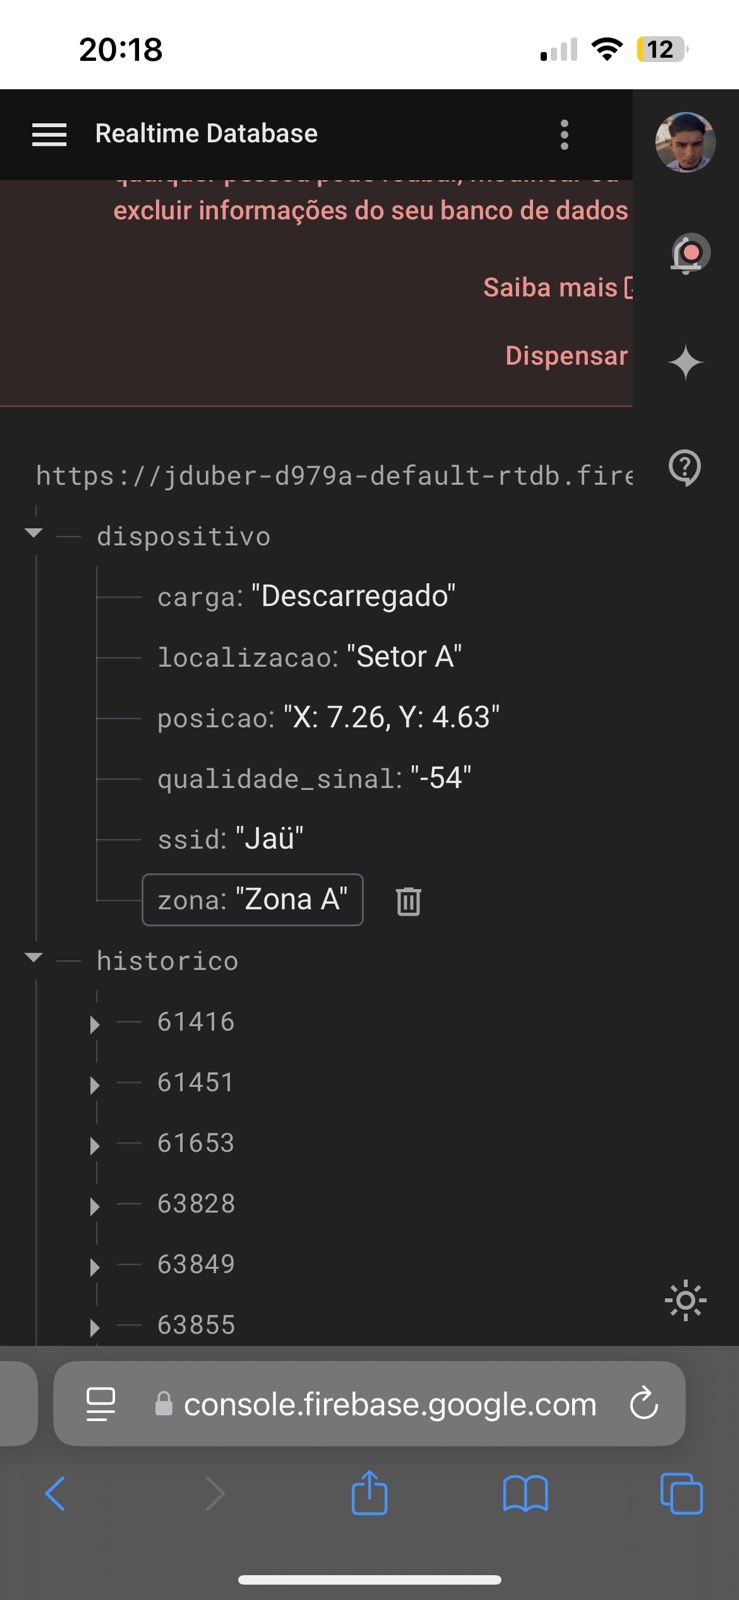 20:18
12
Realtime Database
excluir informações do seu banco de dados
Saiba mais
Dispensar
https://jduber-d979a-default-rtdb.fire
dispositivo
carga: "Descarregado"
localizacao: "Setor A"
posicao: "X: 7.26, Y: 4.63"
qualidade_sinal: "-54"
ssid: "Jaü"
zona: "Zona A"
historico
61416
61451
61653
63828
63849
63855
console.firebase.google.com